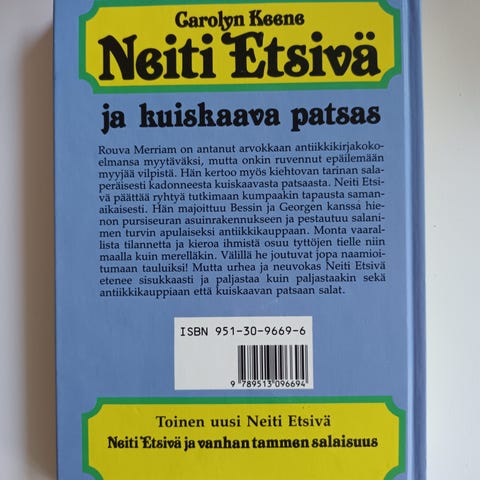 Carolyn Keene
Neiti Etsivä
ja kuiskaava patsas
Rouva Merriam on antanut arvokkaan antiikkikirjakoko-
elmansa myytäväksi, mutta onkin ruvennut epäilemään
myyjää vilpistä. Hän kertoo myös kiehtovan tarinan sala-
peräisesti kadonneesta kuiskaavasta patsaasta. Neiti Etsi-
vä päättää ryhtyä tutkimaan kumpaakin tapausta saman-
aikaisesti. Hän majoittuu Bessin ja Georgen kanssa hie-
non pursiseuran asuinrakennukseen ja pestautuu salani-
men turvin apulaiseksi antiikkikauppaan. Monta vaaral-
lista tilannetta ja kieroa ihmistä osuu tyttöjen tielle niin
maalla kuin merelläkin. Välillä he joutuvat jopa naamioi-
tumaan tauluiksi! Mutta urhea ja neuvokas Neiti Etsivä
etenee sisukkaasti ja paljastaa kuin paljastaakin sekä
antiikkikauppiaan että kuiskaavan patsaan salat.
ISBN 951-30-9669-6
9 789513 096694
Toinen uusi Neiti Etsivä
Neiti Etsivä ja vanhan tammen salaisuus